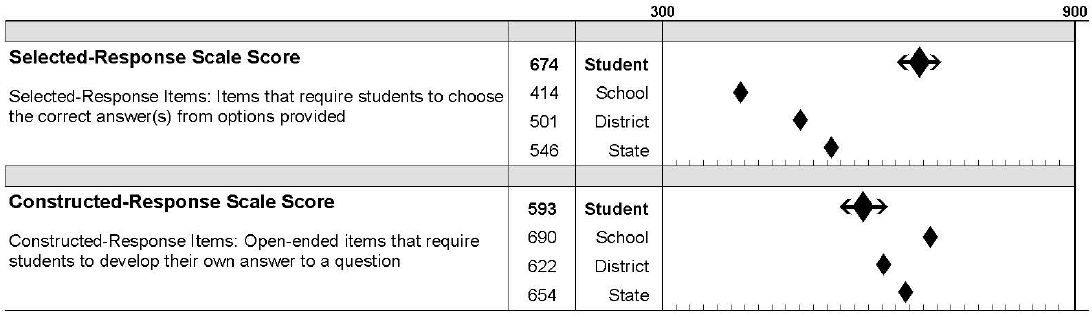 300 900
Selected-Response Scale Score 674 Student
Selected-Response Items: Items that require students to choose 414 School
the correct answer(s) from options provided 501 District
546 State
Constructed-Response Scale Score 593 Student
690 School
Constructed-Response Items: Open-ended items that require
students to develop their own answer to a question 622 District
654 State